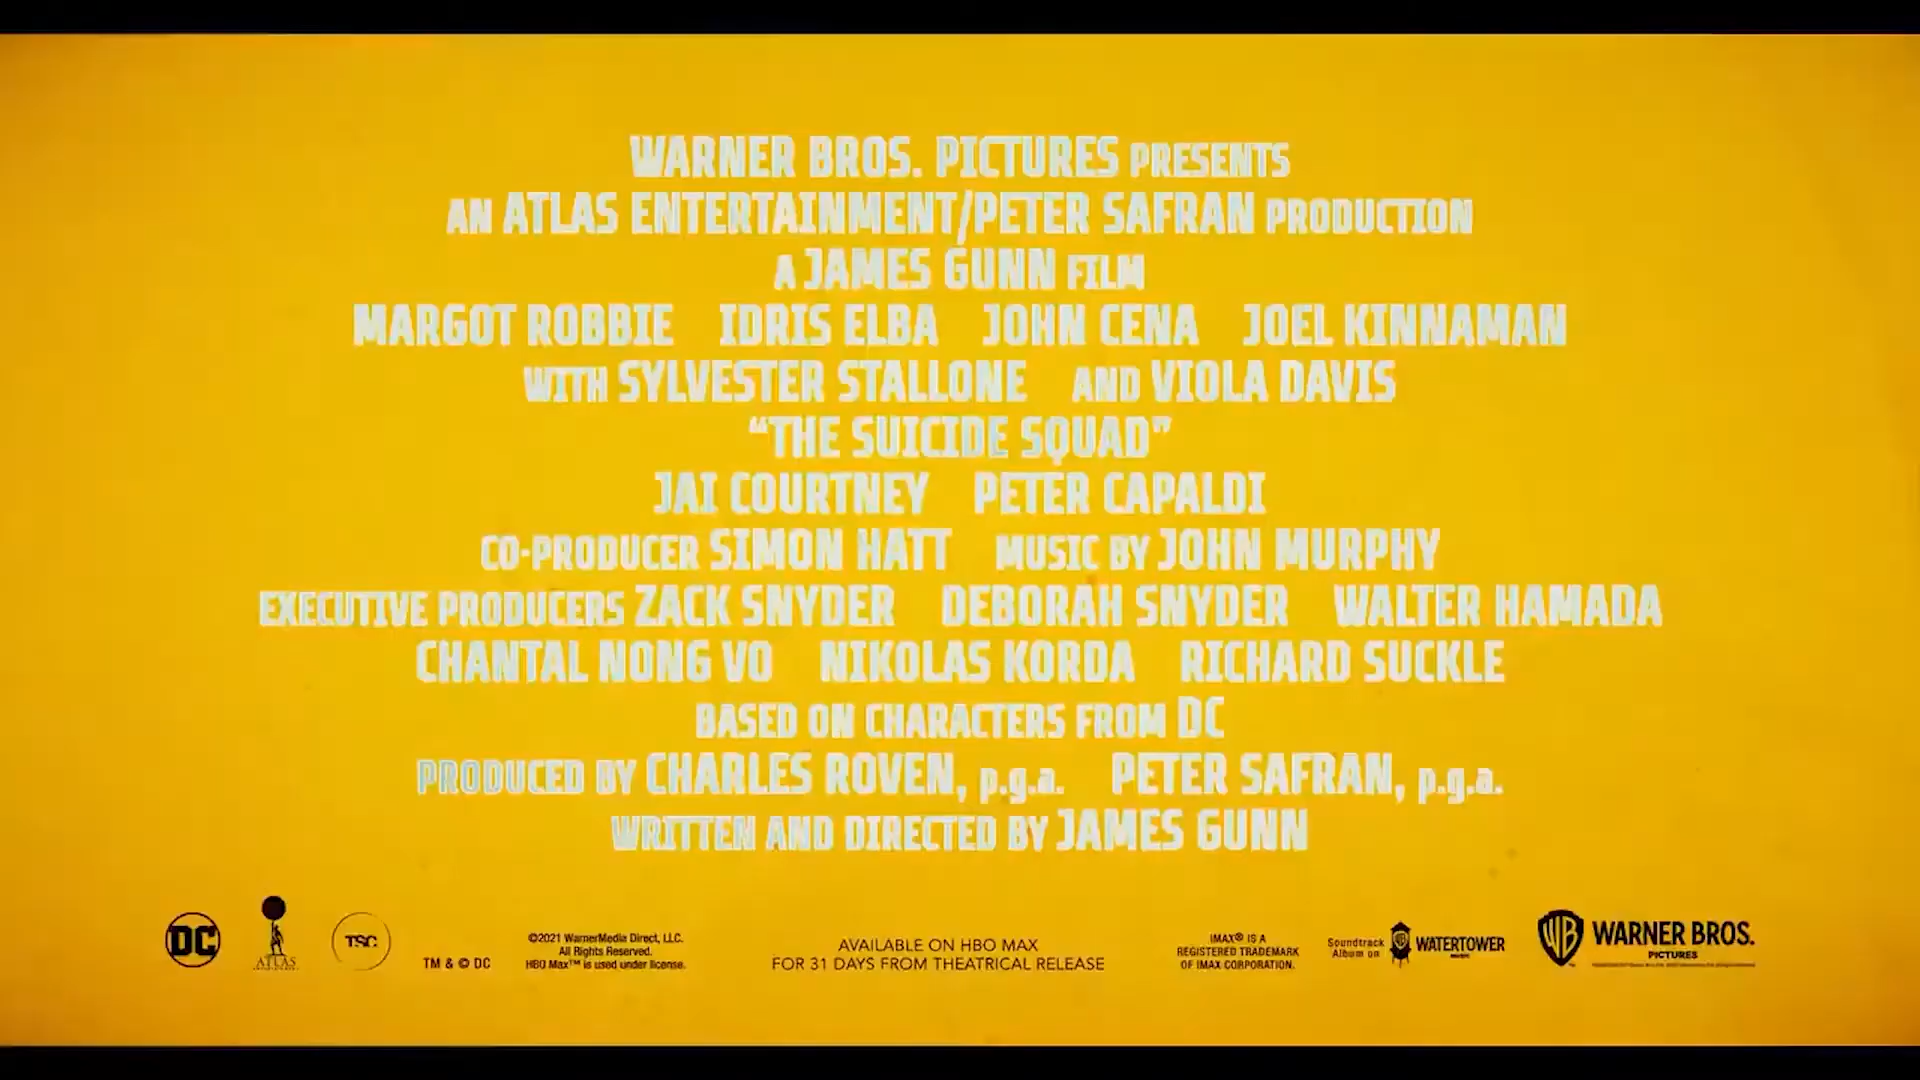 WARNER BROS. PICTURES PRESENTS
AN ATLAS ENTERTAINMENT/PETER SAFRAN PRODUCTION
A JAMES GUNN FILM
MARGOT ROBBIE IDRIS ELBA JOHN CENA JOEL KINNAMAN
WITH SYLVESTER STALLONE AND VIOLA DAVIS
“THE SUICIDE SQUAD”
JAI COURTNEY PETER CAPALDI
CO-PRODUCER SIMON HATT MUSIC BY JOHN MURPHY
EXECUTIVE PRODUCERS ZACK SNYDER DEBORAH SNYDER WALTER HAMADA
CHANTAL NONG VO NIKOLAS KORDA RICHARD SUCKLE
BASED ON CHARACTERS FROM DC
PRODUCED BY CHARLES ROVEN, p.g.a. PETER SAFRAN, p.g.a.
WRITTEN AND DIRECTED BY JAMES GUNN
DC
ATLAS
TSC
TM & © DC
©2021 WarnerMedia Direct, LLC.
All Rights Reserved.
HBO Max™ is used under license.
AVAILABLE ON HBO MAX
FOR 31 DAYS FROM THEATRICAL RELEASE
IMAX® IS A
REGISTERED TRADEMARK
OF IMAX CORPORATION.
Soundtrack
Album on
WATERTOWER
WB
WARNER BROS.
PICTURES